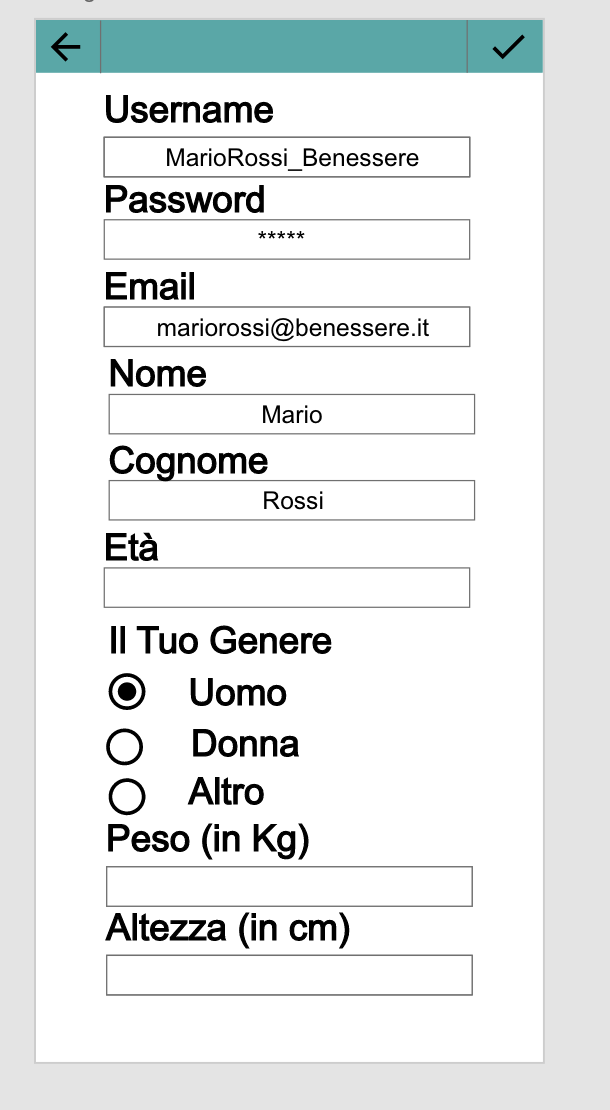 Username
MarioRossi_Benessere
Password
*****
Email
mariorossi@benessere.it
Nome
Mario
Cognome
Rossi
Età
Il Tuo Genere
Uomo
Donna
Altro
Peso (in Kg)
Altezza (in cm)